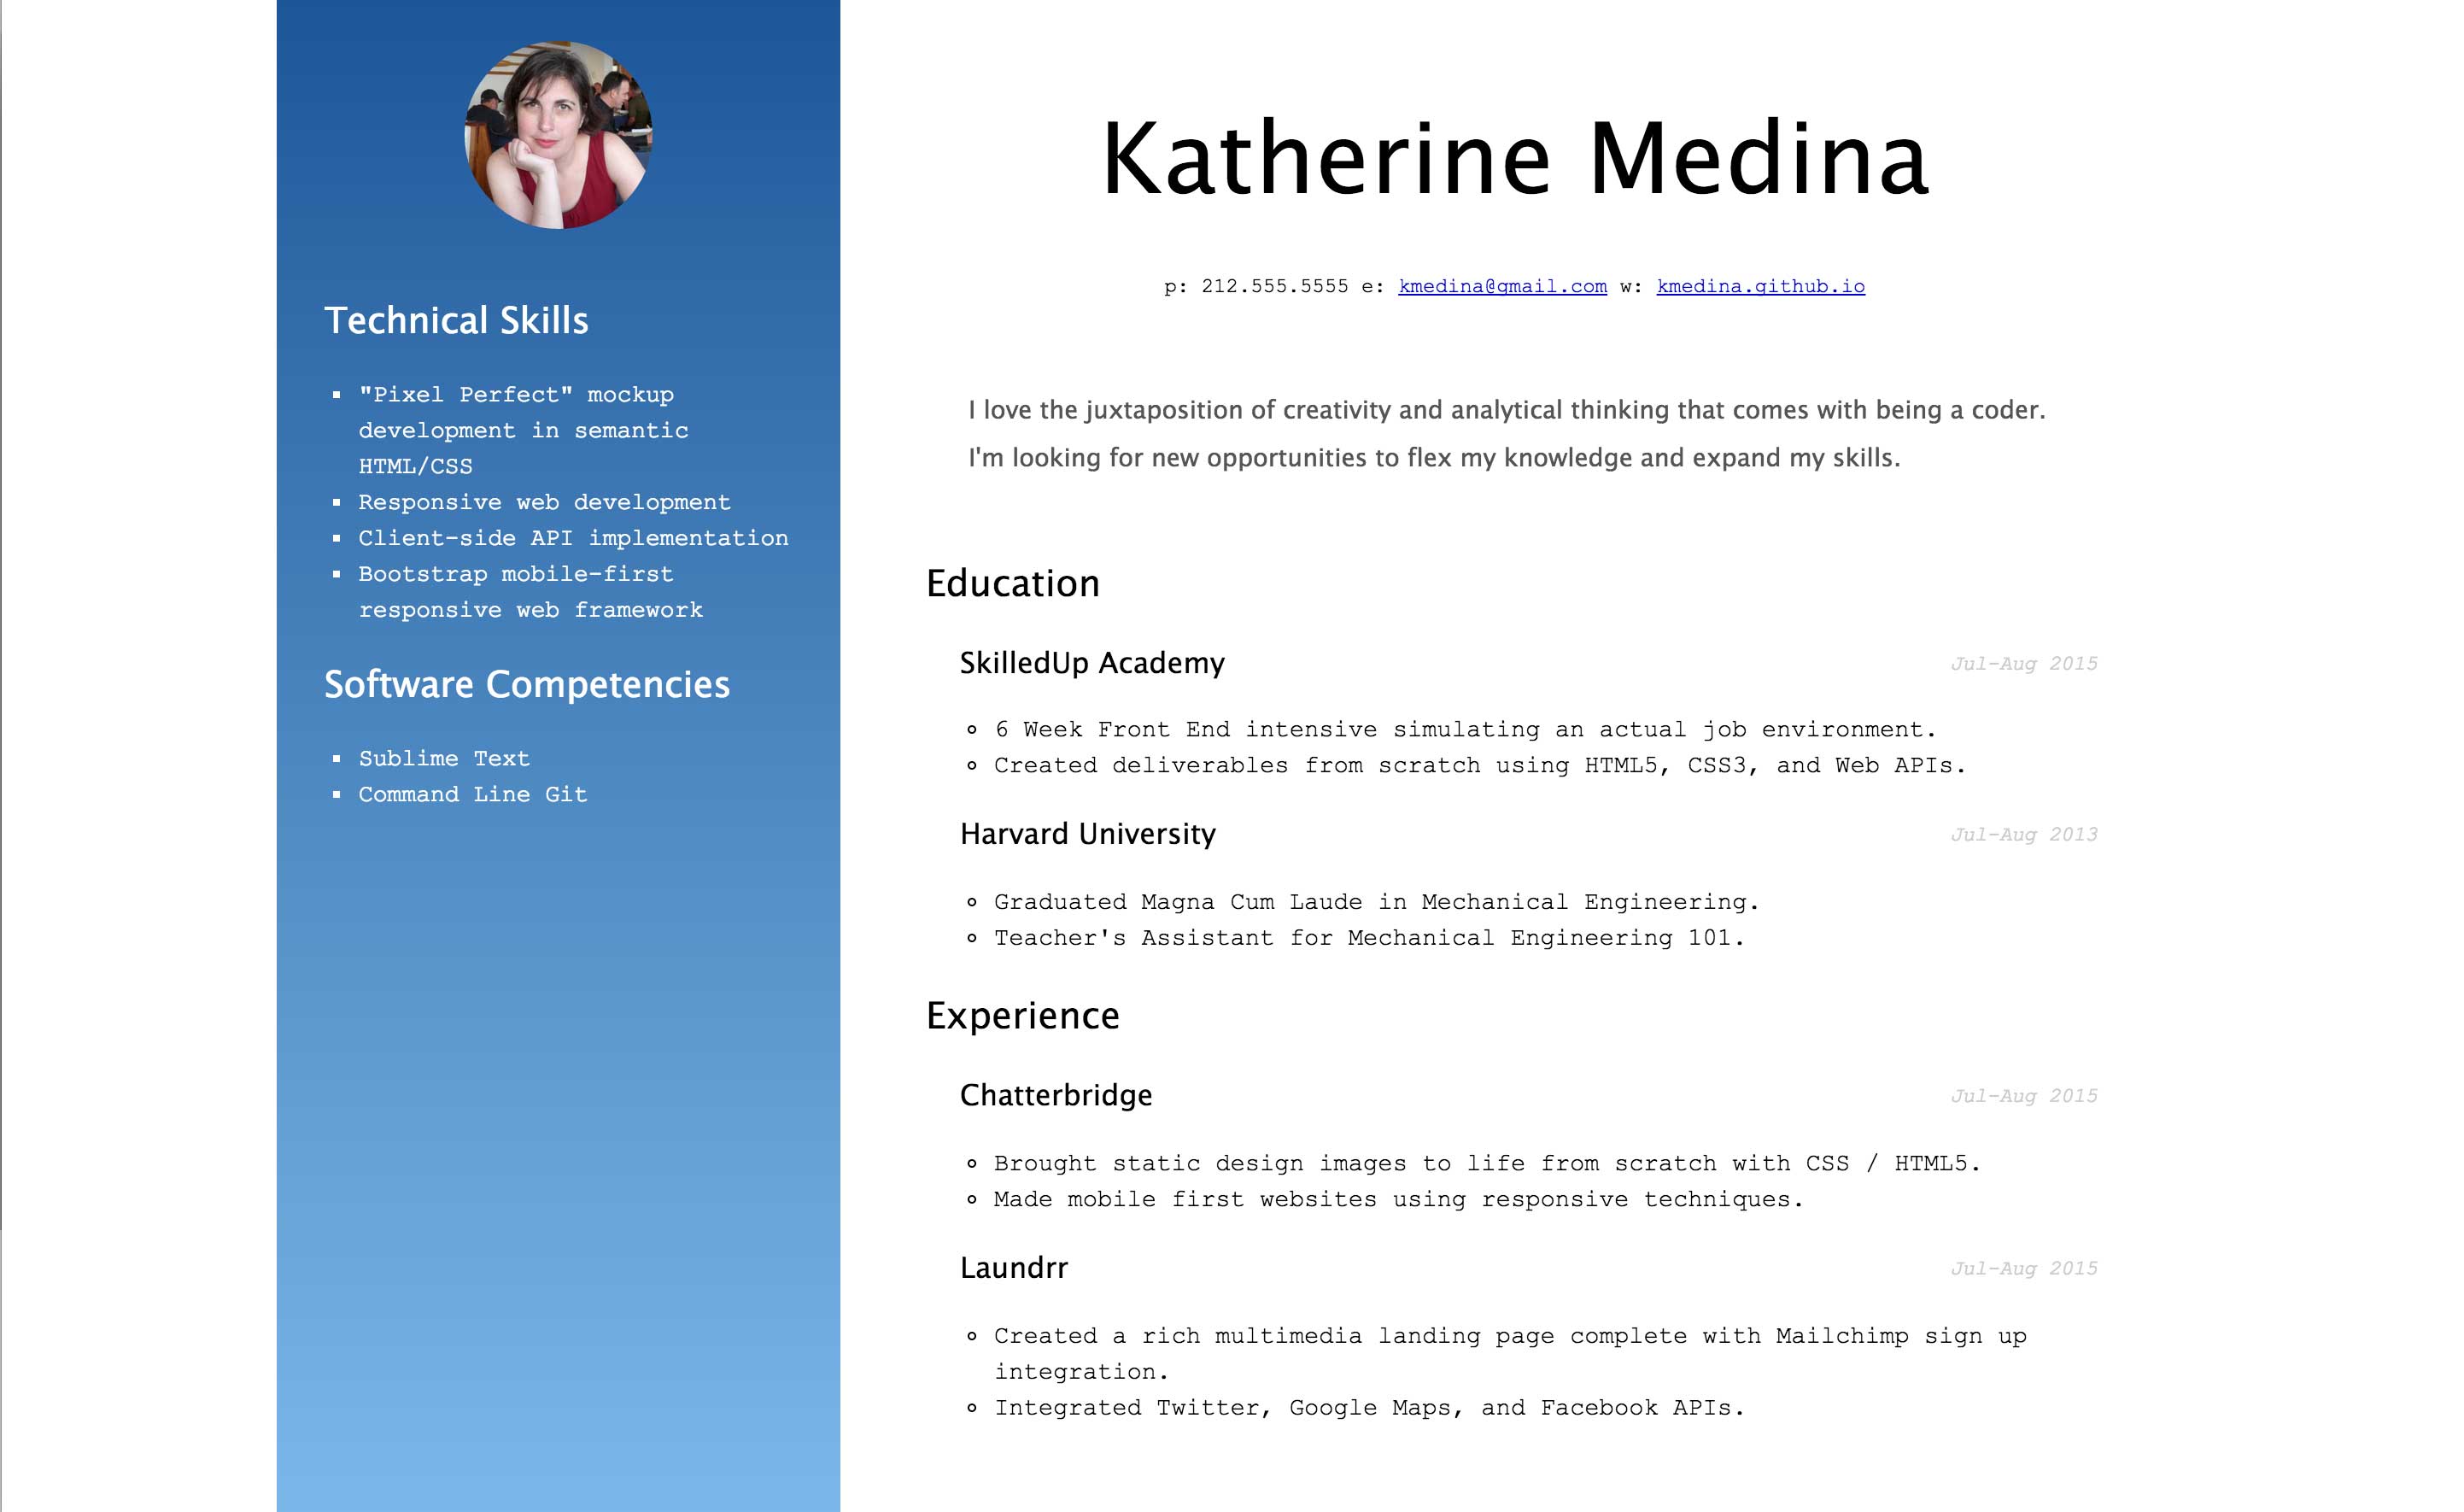 Technical Skills
"Pixel Perfect" mockup
development in semantic
HTML/CSS
Responsive web development
Client-side API implementation
Bootstrap mobile-first
responsive web framework
Software Competencies
Sublime Text
Command Line Git
Katherine Medina
p: 212.555.5555 e: kmedina@gmail.com w: kmedina.github.io
I love the juxtaposition of creativity and analytical thinking that comes with being a coder.
I'm looking for new opportunities to flex my knowledge and expand my skills.
Education
SkilledUp Academy Jul-Aug 2015
6 Week Front End intensive simulating an actual job environment.
Created deliverables from scratch using HTML5, CSS3, and Web APIs.
Harvard University Jul-Aug 2013
Graduated Magna Cum Laude in Mechanical Engineering.
Teacher's Assistant for Mechanical Engineering 101.
Experience
Chatterbridge Jul-Aug 2015
Brought static design images to life from scratch with CSS / HTML5.
Made mobile first websites using responsive techniques.
Laundrr Jul-Aug 2015
Created a rich multimedia landing page complete with Mailchimp sign up
integration.
Integrated Twitter, Google Maps, and Facebook APIs.